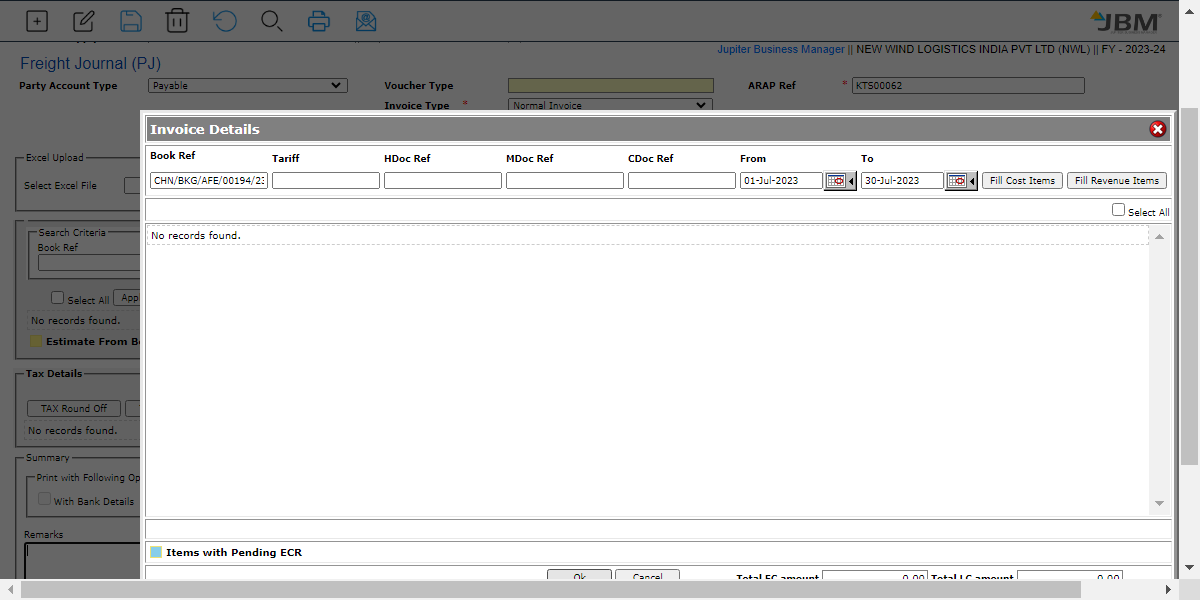 JBM
Jupiter Business Manager || NEW WIND LOGISTICS INDIA PVT LTD (NWL) || FY - 2023-24
Freight Journal (PJ)
Party Account Type Payable Voucher Type ARAP Ref * KTS00062
Invoice Type * Normal Invoice
Invoice Details
Book Ref Tariff HDoc Ref MDoc Ref CDoc Ref From To
CHN/BKG/AFE/00194/23 01-Jul-2023 30-Jul-2023 Fill Cost Items Fill Revenue Items
Select All
No records found.
Items with Pending ECR
Ok Cancel Total FC amount 0.00 Total LC amount 0.00
Excel Upload
Select Excel File
Search Criteria
Book Ref
Select All App
No records found.
Estimate From B
Tax Details
TAX Round Off
No records found.
Summary
Print with Following Op
With Bank Details
Remarks